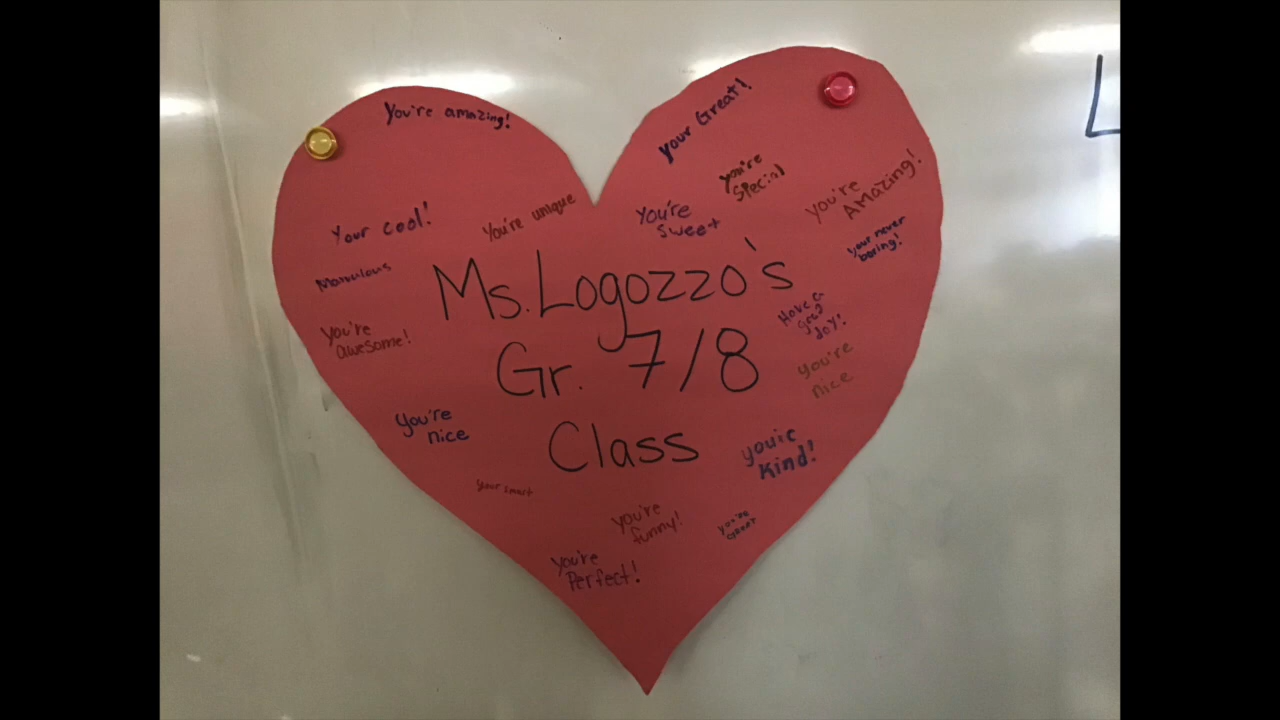 You're amazing!
Your Great!
You're
Special
You're
AMazing!
You're unique
You're
sweet
Your cool!
your never
boring!
Ms. Logozzo's
Gr. 7/8
Class
Have a
day!
You're
awesome!
you're
nice
you're
nice
you're
Kind!
your smart
you're
funny!
you're
you're
Perfect!